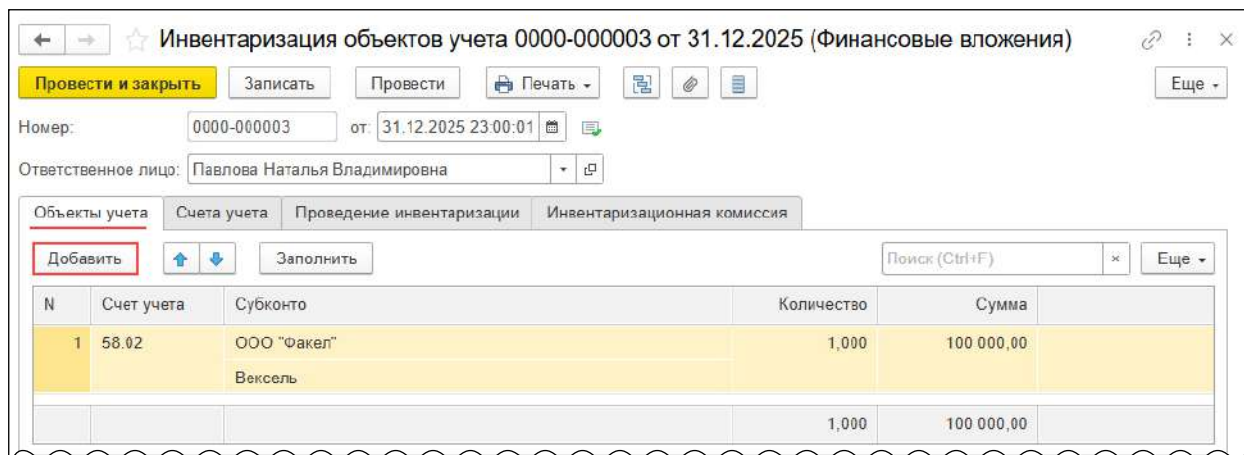 Инвентаризация объектов учета 0000-000003 от 31.12.2025 (Финансовые вложения)
Провести и закрыть Записать Провести Печать Еще
Номер: 0000-000003 от: 31.12.2025 23:00:01
Ответственное лицо: Павлова Наталья Владимировна
Объекты учета Счета учета Проведение инвентаризации Инвентаризационная комиссия
Добавить Заполнить Поиск (Ctrl+F) × Еще
N Счет учета Субконто Количество Сумма
1 58.02 ООО "Факел" 1,000 100 000,00
Вексель
1,000 100 000,00